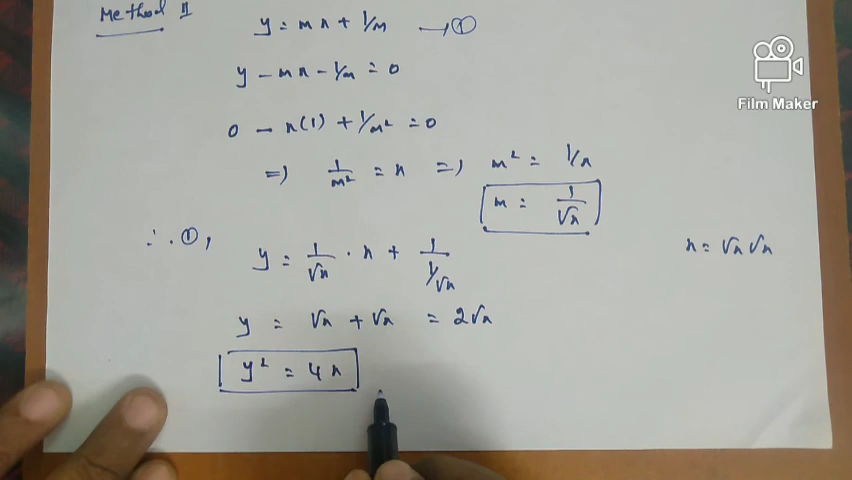 Method II
y = mx + 1/m → ①
Film Maker
y - mx - 1/m = 0
0 - x(1) + 1/m² = 0
⇒ 1/m² = x ⇒ m² = 1/x
m = 1/√x
∴ ①, y = 1/√x · x + 1/(1/√x)
x = √x √x
y = √x + √x = 2√x
y² = 4x